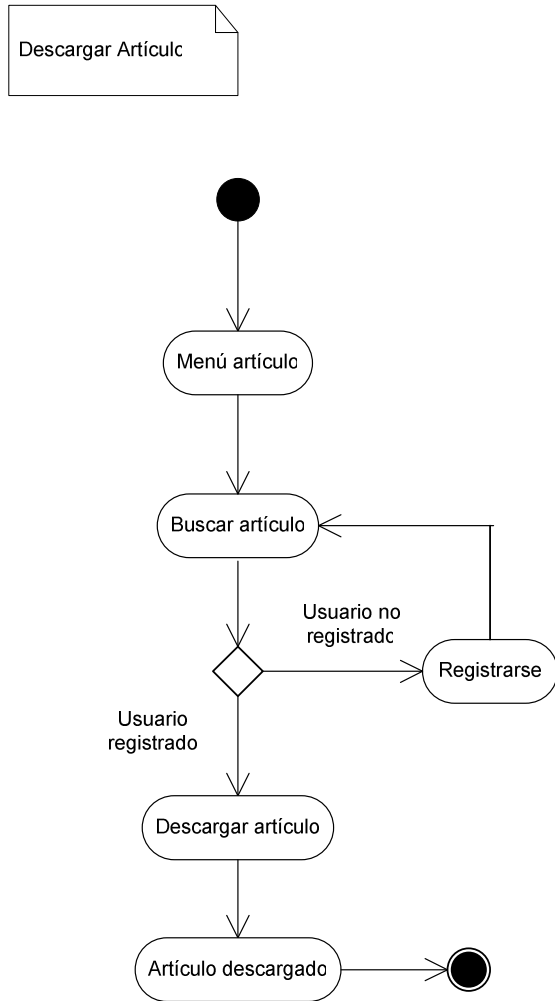 Descargar Artículo
Menú artículo
Buscar artículo
Usuario no
registrado
Registrarse
Usuario
registrado
Descargar artículo
Artículo descargado